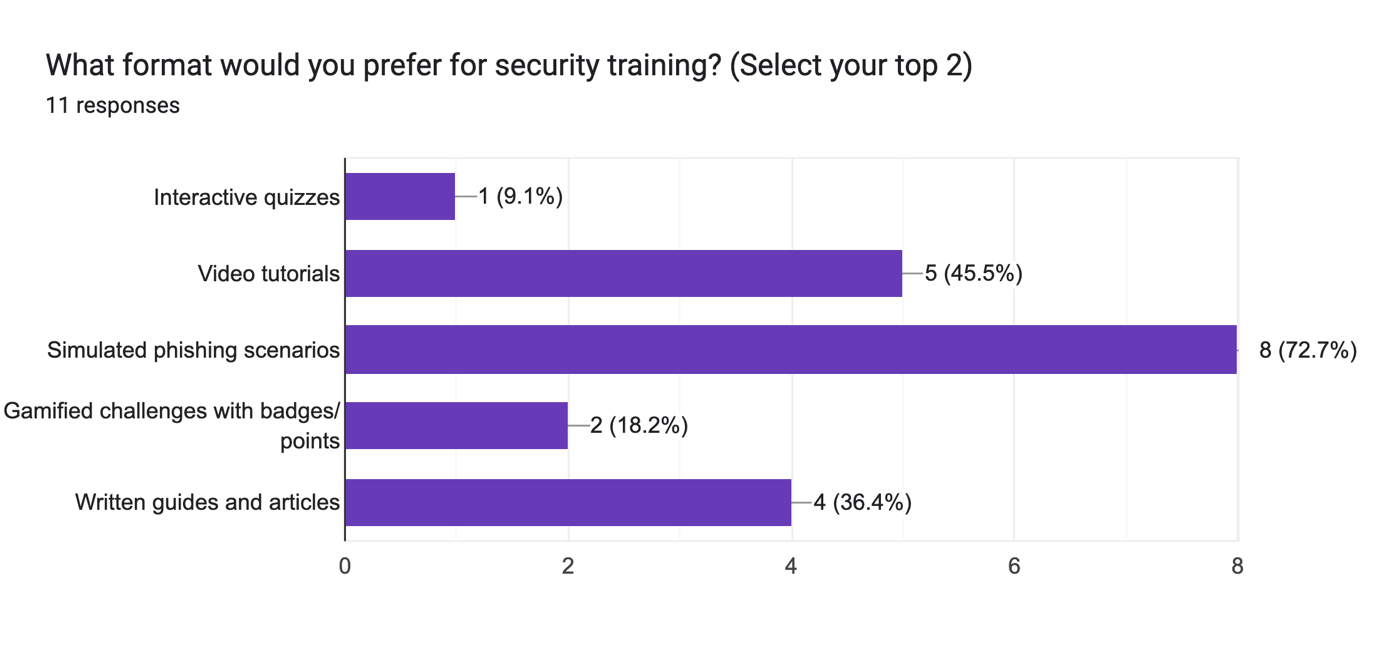 What format would you prefer for security training? (Select your top 2)
11 responses
Interactive quizzes
1 (9.1%)
Video tutorials
5 (45.5%)
Simulated phishing scenarios
8 (72.7%)
Gamified challenges with badges/
points
2 (18.2%)
Written guides and articles
4 (36.4%)
0
2
4
6
8